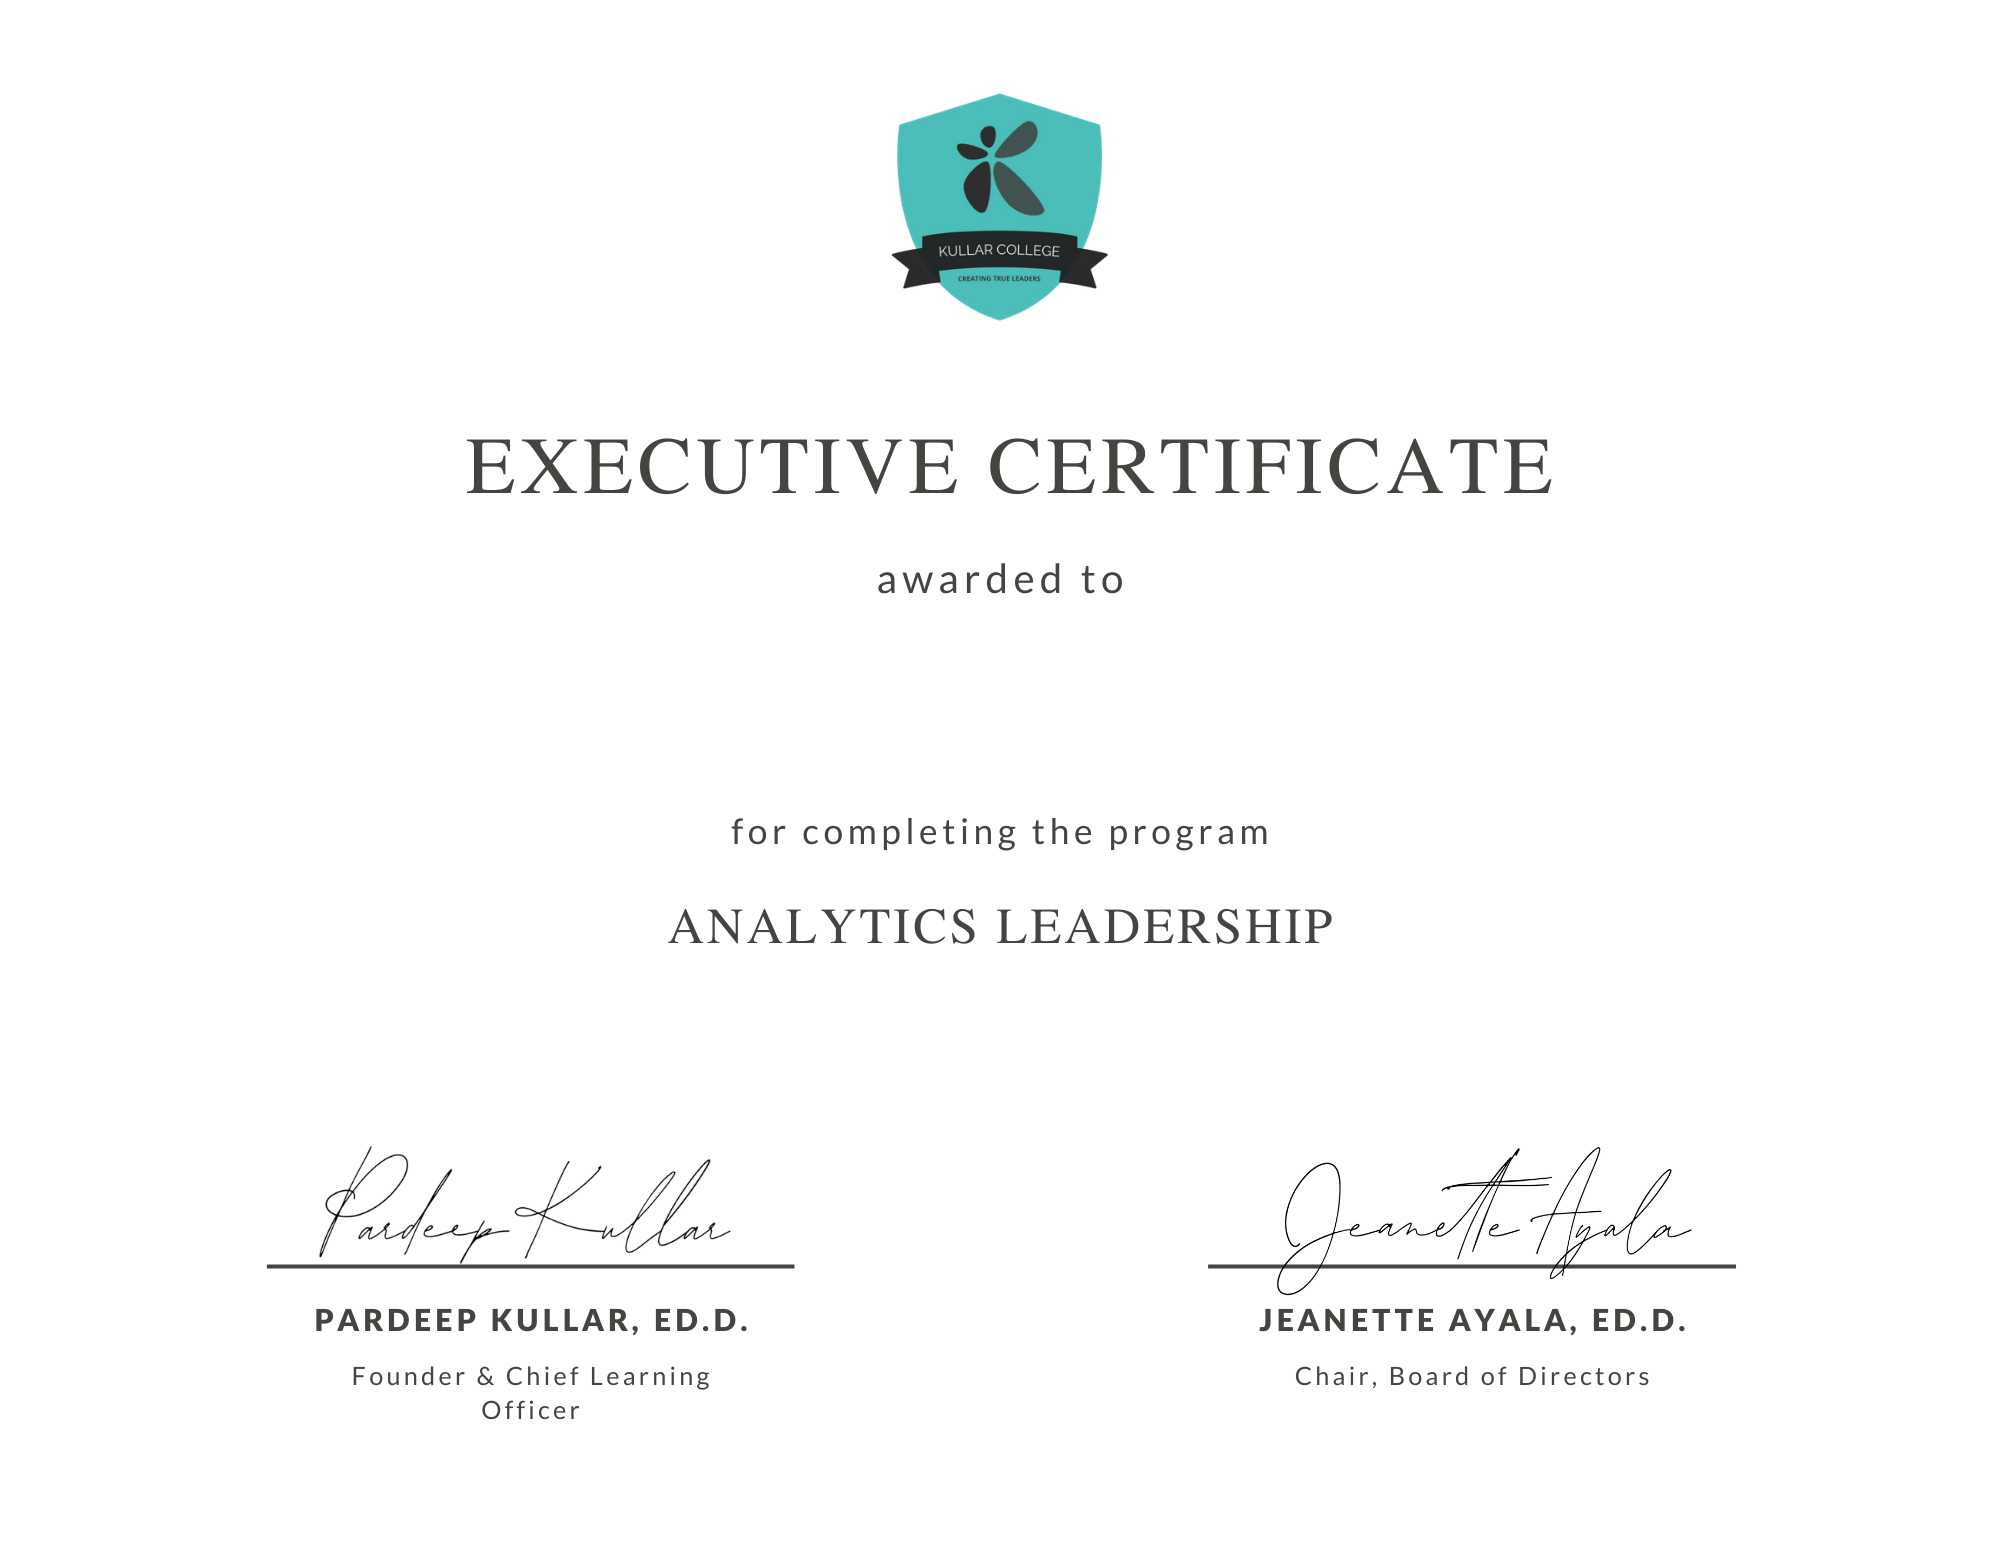 KULLAR COLLEGE
CREATING TRUE LEADERS
EXECUTIVE CERTIFICATE
awarded to
for completing the program
ANALYTICS LEADERSHIP
Pardeep Kullar
Jeanette Ayala
PARDEEP KULLAR, ED.D.
JEANETTE AYALA, ED.D.
Founder & Chief Learning
Officer
Chair, Board of Directors